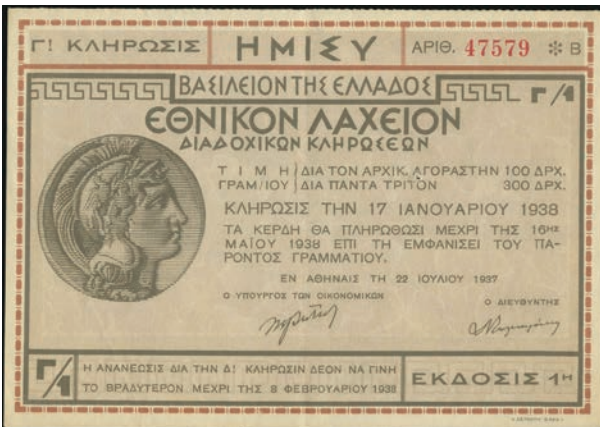 Γ! ΚΛΗΡΩΣΙΣ ΗΜΙΣΥ ΑΡΙΘ. 47579 ✻ Β
ΒΑΣΙΛΕΙΟΝ ΤΗΣ ΕΛΛΑΔΟΣ Γ/1
ΕΘΝΙΚΟΝ ΛΑΧΕΙΟΝ
ΔΙΑΔΟΧΙΚΩΝ ΚΛΗΡΩΣΕΩΝ
ΤΙΜΗ ΔΙΑ ΤΟΝ ΑΡΧΙΚ. ΑΓΟΡΑΣΤΗΝ 100 ΔΡΧ.
ΓΡΑΜ/ΙΟΥ ΔΙΑ ΠΑΝΤΑ ΤΡΙΤΟΝ 300 ΔΡΧ.
ΚΛΗΡΩΣΙΣ ΤΗΝ 17 ΙΑΝΟΥΑΡΙΟΥ 1938
ΤΑ ΚΕΡΔΗ ΘΑ ΠΛΗΡΩΘΩΣΙ ΜΕΧΡΙ ΤΗΣ 16ΗΣ
ΜΑΪΟΥ 1938 ΕΠΙ ΤΗ ΕΜΦΑΝΙΣΕΙ ΤΟΥ ΠΑ-
ΡΟΝΤΟΣ ΓΡΑΜΜΑΤΙΟΥ.
ΕΝ ΑΘΗΝΑΙΣ ΤΗ 22 ΙΟΥΛΙΟΥ 1937
Ο ΥΠΟΥΡΓΟΣ ΤΩΝ ΟΙΚΟΝΟΜΙΚΩΝ Ο ΔΙΕΥΘΥΝΤΗΣ
Γ/1 Η ΑΝΑΝΕΩΣΙΣ ΔΙΑ ΤΗΝ Δ! ΚΛΗΡΩΣΙΝ ΔΕΟΝ ΝΑ ΓΙΝΗ
ΤΟ ΒΡΑΔΥΤΕΡΟΝ ΜΕΧΡΙ ΤΗΣ 8 ΦΕΒΡΟΥΑΡΙΟΥ 1938
ΕΚΔΟΣΙΣ 1Η